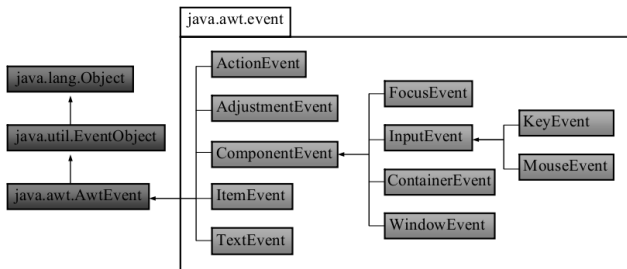 java.awt.event
java.lang.Object
java.util.EventObject
java.awt.AwtEvent
ActionEvent
AdjustmentEvent
ComponentEvent
ItemEvent
TextEvent
FocusEvent
InputEvent
ContainerEvent
WindowEvent
KeyEvent
MouseEvent